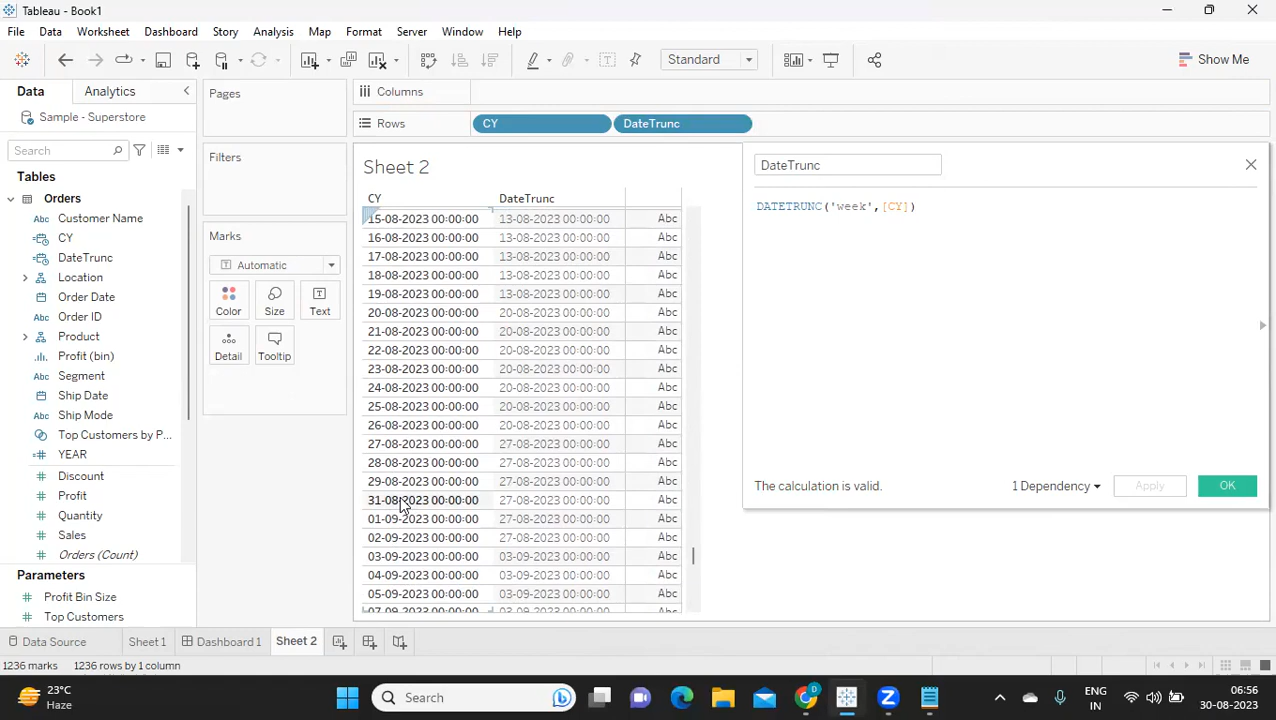 Tableau - Book1
File Data Worksheet Dashboard Story Analysis Map Format Server Window Help
Standard
Show Me
Data Analytics
Pages
Columns
Sample - Superstore
Rows CY DateTrunc
Search
Filters
Sheet 2
DateTrunc
Tables
CY DateTrunc
Orders
DATETRUNC('week',[CY])
15-08-2023 00:00:00 13-08-2023 00:00:00 Abc
16-08-2023 00:00:00 13-08-2023 00:00:00 Abc
17-08-2023 00:00:00 13-08-2023 00:00:00 Abc
18-08-2023 00:00:00 13-08-2023 00:00:00 Abc
19-08-2023 00:00:00 13-08-2023 00:00:00 Abc
20-08-2023 00:00:00 20-08-2023 00:00:00 Abc
21-08-2023 00:00:00 20-08-2023 00:00:00 Abc
22-08-2023 00:00:00 20-08-2023 00:00:00 Abc
23-08-2023 00:00:00 20-08-2023 00:00:00 Abc
24-08-2023 00:00:00 20-08-2023 00:00:00 Abc
25-08-2023 00:00:00 20-08-2023 00:00:00 Abc
26-08-2023 00:00:00 20-08-2023 00:00:00 Abc
27-08-2023 00:00:00 27-08-2023 00:00:00 Abc
28-08-2023 00:00:00 27-08-2023 00:00:00 Abc
29-08-2023 00:00:00 27-08-2023 00:00:00 Abc
31-08-2023 00:00:00 27-08-2023 00:00:00 Abc
01-09-2023 00:00:00 27-08-2023 00:00:00 Abc
02-09-2023 00:00:00 27-08-2023 00:00:00 Abc
03-09-2023 00:00:00 03-09-2023 00:00:00 Abc
04-09-2023 00:00:00 03-09-2023 00:00:00 Abc
05-09-2023 00:00:00 03-09-2023 00:00:00 Abc
07-09-2023 00:00:00 03-09-2023 00:00:00 Abc
Abc Customer Name
CY
DateTrunc
Location
Order Date
Order ID
Product
Profit (bin)
Abc Segment
Ship Date
Abc Ship Mode
Top Customers by P...
YEAR
Discount
Profit
Quantity
Sales
Orders (Count)
Parameters
Profit Bin Size
Top Customers
Marks
Automatic
Color Size Text
Detail Tooltip
The calculation is valid. 1 Dependency Apply OK
Data Source Sheet 1 Dashboard 1 Sheet 2
1236 marks 1236 rows by 1 column
23°C
Haze
Search
ENG
IN
06:56
30-08-2023